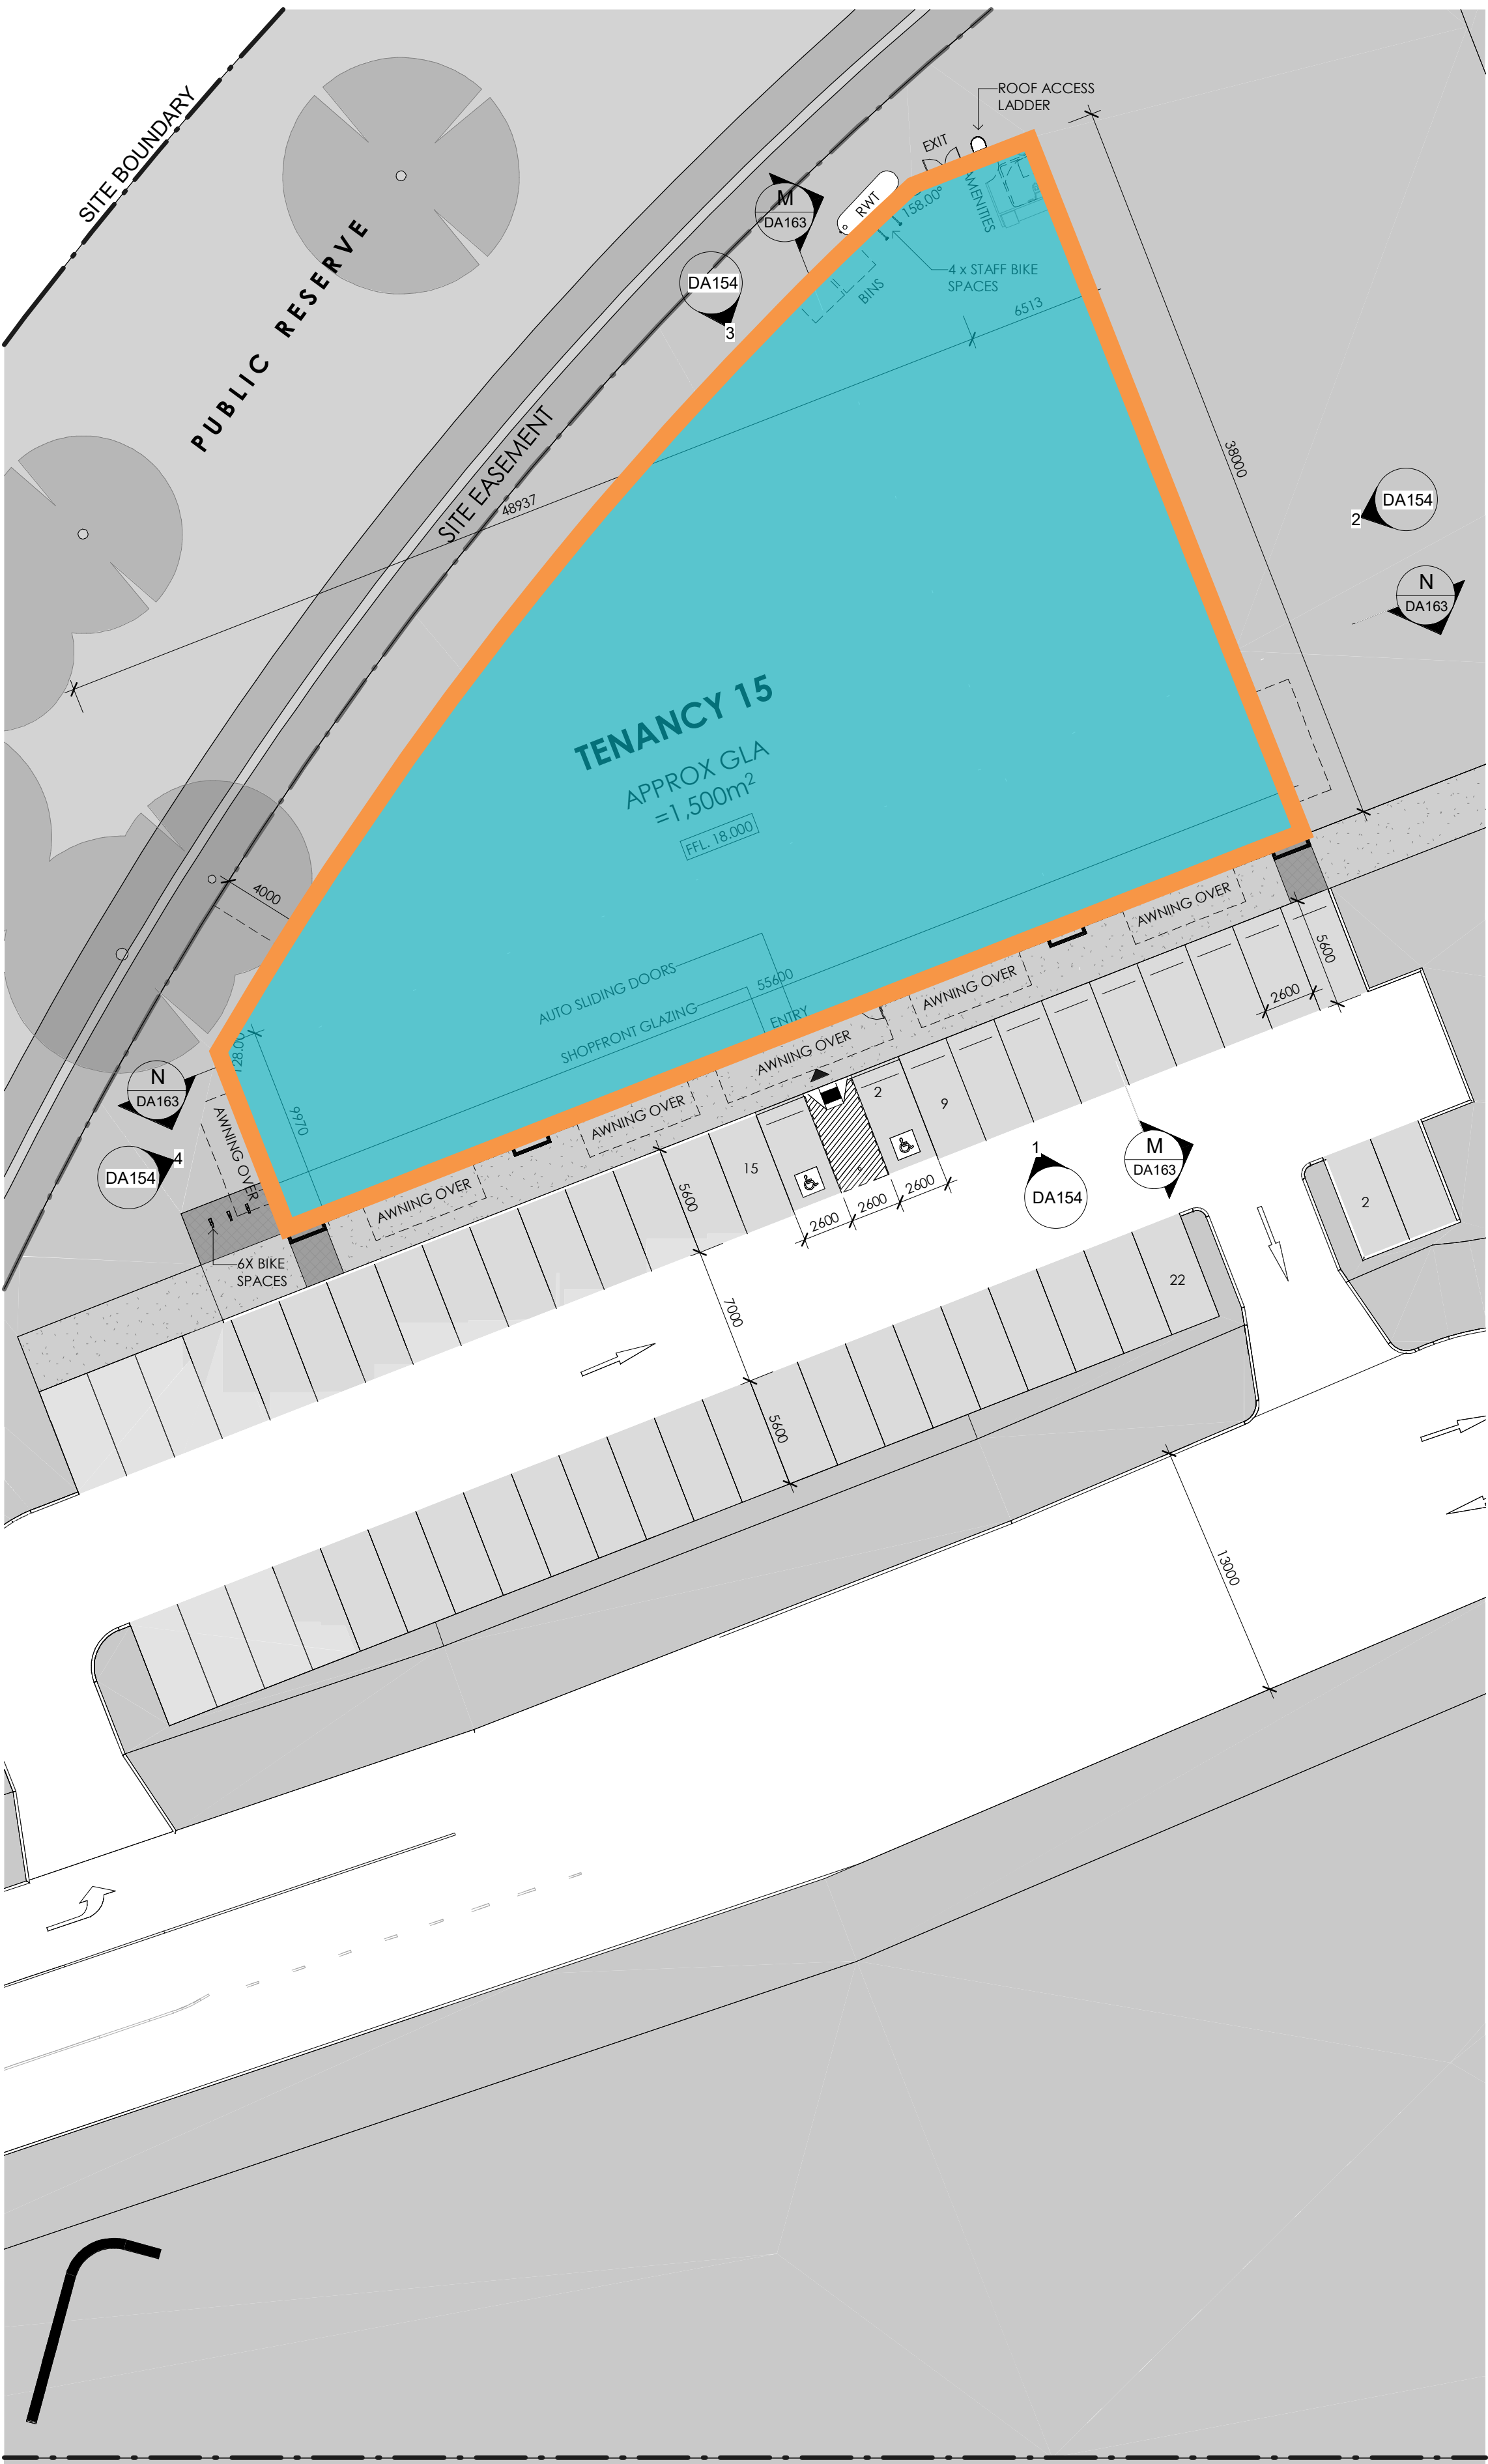 SITE BOUNDARY
PUBLIC RESERVE
SITE EASEMENT
ROOF ACCESS
LADDER
EXIT
M
DA163
RWT
158.00°
AMENITIES
DA154
3
4 x STAFF BIKE
SPACES
BINS
6513
48937
38000
DA154
2
N
DA163
TENANCY 15
APPROX GLA
=1,500m²
FFL. 18.000
4000
AUTO SLIDING DOORS
55600
SHOPFRONT GLAZING
ENTRY
AWNING OVER
AWNING OVER
AWNING OVER
AWNING OVER
AWNING OVER
AWNING OVER
5600
2600
N
DA163
9970
DA154
4
6X BIKE
SPACES
2
9
15
5600
2600
2600
2600
1
DA154
M
DA163
2
22
7000
5600
13000